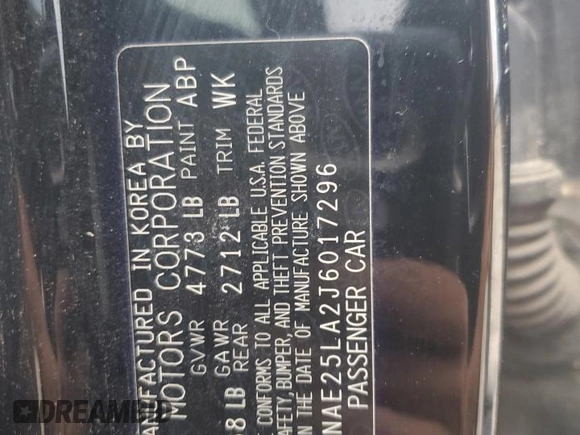 ANUFACTURED IN KOREA BY
MOTORS CORPORATION
GVWR 4773 LB PAINT ABP
GAWR
8 LB REAR 2712 LB TRIM WK
CONFORMS TO ALL APPLICABLE U.S.A. FEDERAL
AFETY, BUMPER, AND THEFT PREVENTION STANDARDS
N THE DATE OF MANUFACTURE SHOWN ABOVE
NAE25LA2J6017296
PASSENGER CAR
DREAMBID